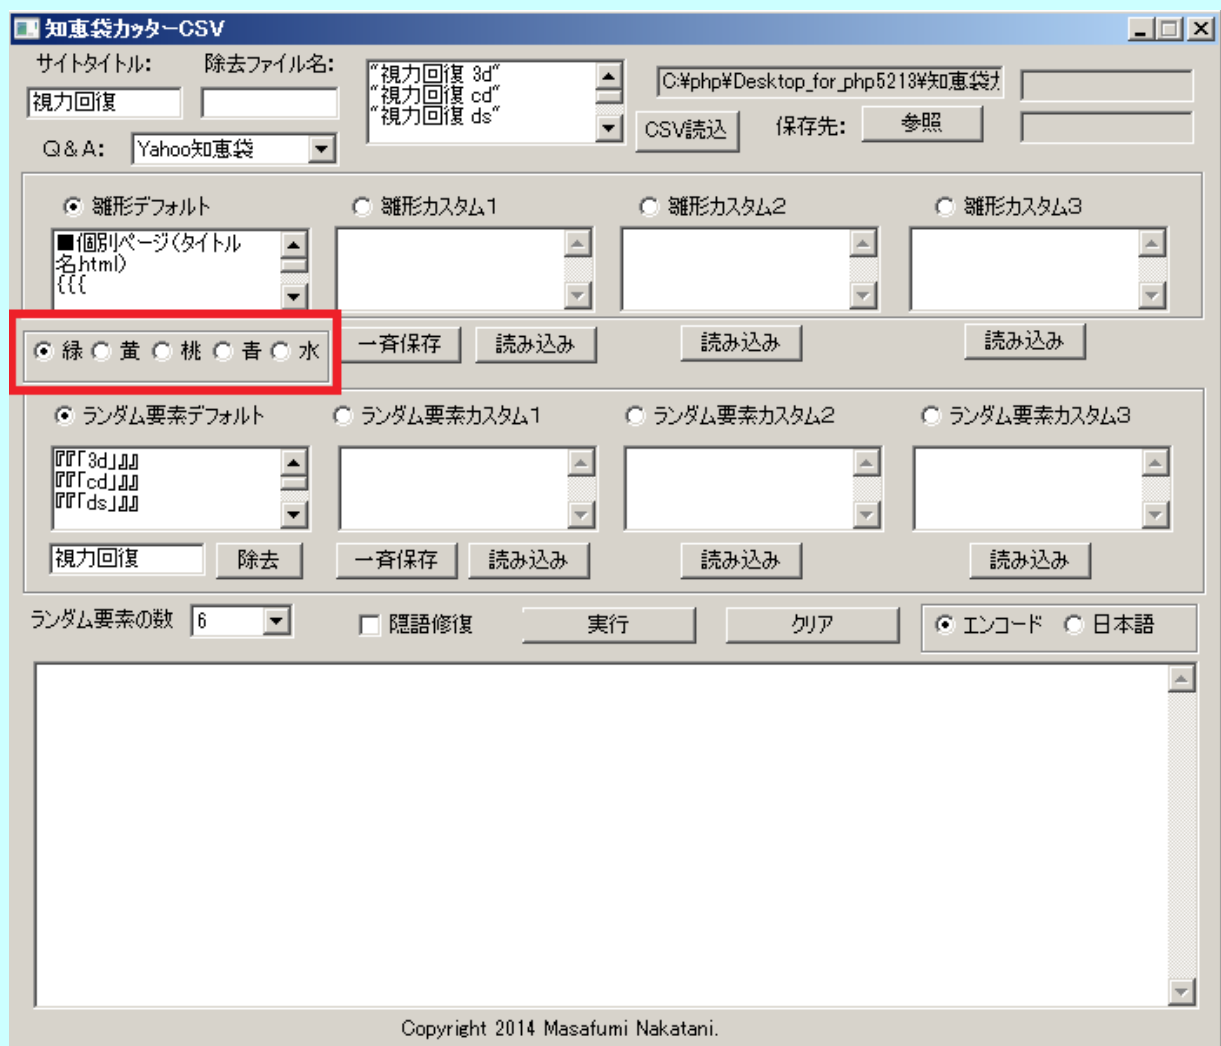 知恵袋カッターCSV
サイトタイトル:
除去ファイル名:
視力回復
"視力回復 3d"
"視力回復 cd"
"視力回復 ds"
C:¥php¥Desktop_for_php5213¥知恵袋
CSV読込
保存先:
参照
Q&A:
Yahoo知恵袋
雛形デフォルト
雛形カスタム1
雛形カスタム2
雛形カスタム3
■個別ページ(タイトル
名.html)
{{{
緑 黄 桃 青 水
一斉保存
読み込み
読み込み
読み込み
ランダム要素デフォルト
ランダム要素カスタム1
ランダム要素カスタム2
ランダム要素カスタム3
『『「3d」』』
『『「cd」』』
『『「ds」』』
視力回復
除去
一斉保存
読み込み
読み込み
読み込み
ランダム要素の数
6
隠語修復
実行
クリア
エンコード
日本語
Copyright 2014 Masafumi Nakatani.